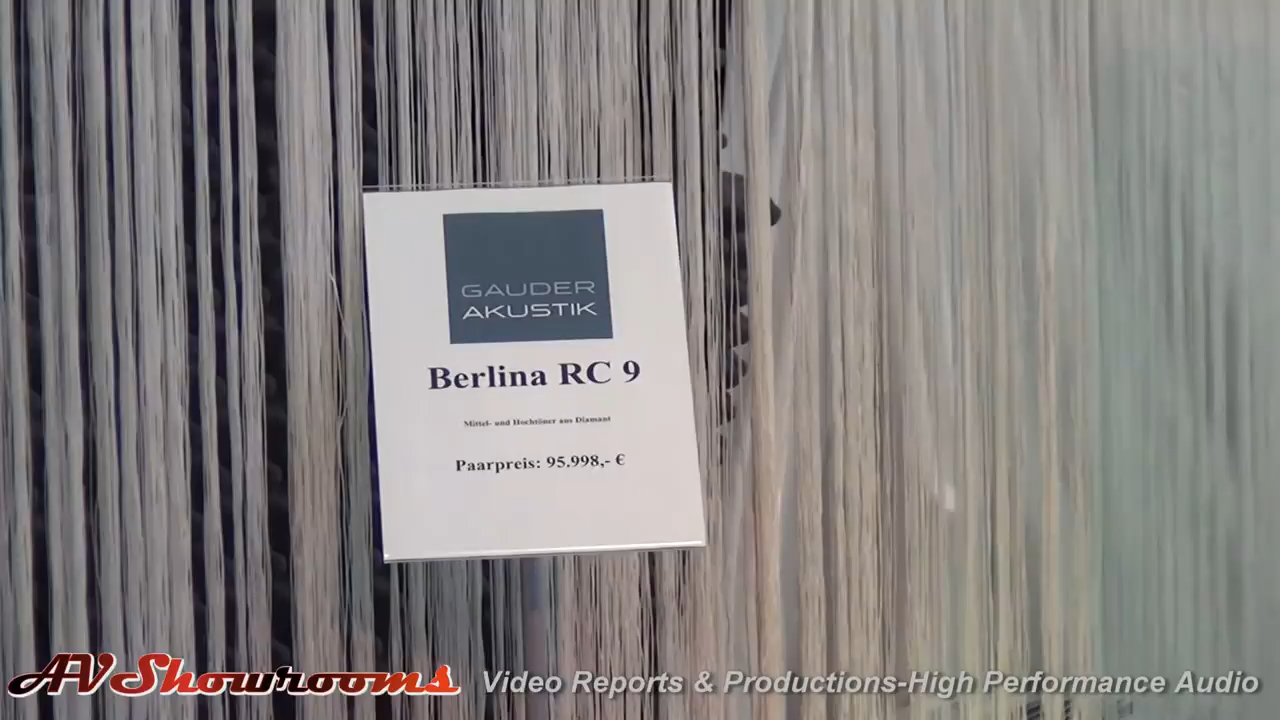 GAUDER
AKUSTIK
Berlina RC 9
Mittel- und Hochtöner aus Diamant
Paarpreis: 95.998,- €
AV Showrooms
Video Reports & Productions-High Performance Audio